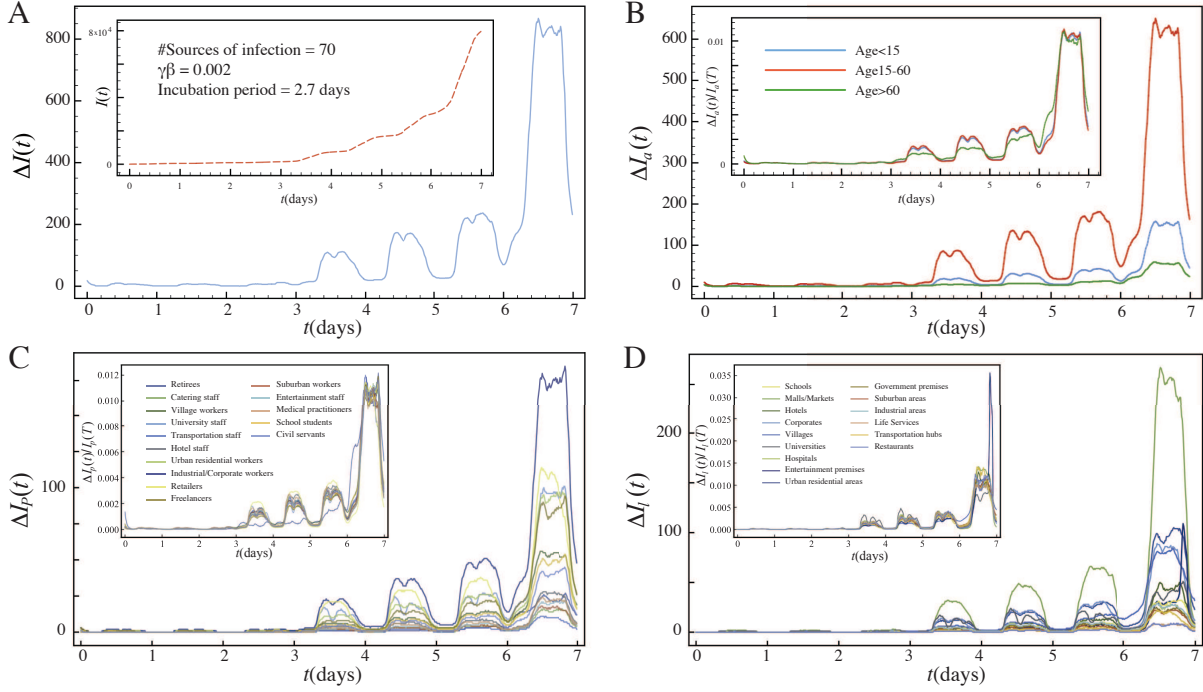 A
800
600
400
200
0
ΔI(t)
0 1 2 3 4 5 6 7
t(days)
8×10⁴
0
I(t)
#Sources of infection = 70
γβ = 0.002
Incubation period = 2.7 days
0 1 2 3 4 5 6 7
t(days)
B
600
500
400
300
200
100
0
ΔIₐ(t)
0 1 2 3 4 5 6 7
t(days)
0.01
0
ΔIₐ(t)/Iₐ(T)
Age<15
Age15-60
Age>60
0 1 2 3 4 5 6 7
t(days)
C
100
0
ΔI_P(t)
0 1 2 3 4 5 6 7
t(days)
0.012
0.010
0.008
0.006
0.004
0.002
0.000
ΔI_p(t)/I_p(T)
Retirees
Catering staff
Village workers
University staff
Transportation staff
Hotel staff
Urban residential workers
Industrial/Corporate workers
Retailers
Freelancers
Suburban workers
Entertainment staff
Medical practitioners
School students
Civil servants
0 1 2 3 4 5 6 7
t(days)
D
200
100
0
ΔI_l(t)
0 1 2 3 4 5 6 7
t(days)
0.035
0.030
0.025
0.020
0.015
0.010
0.005
0.000
ΔI_l(t)/I_l(T)
Schools
Malls/Markets
Hotels
Corporates
Villages
Universities
Hospitals
Entertainment premises
Urban residential areas
Government premises
Suburban areas
Industrial areas
Life Services
Transportation hubs
Restaurants
0 1 2 3 4 5 6 7
t(days)